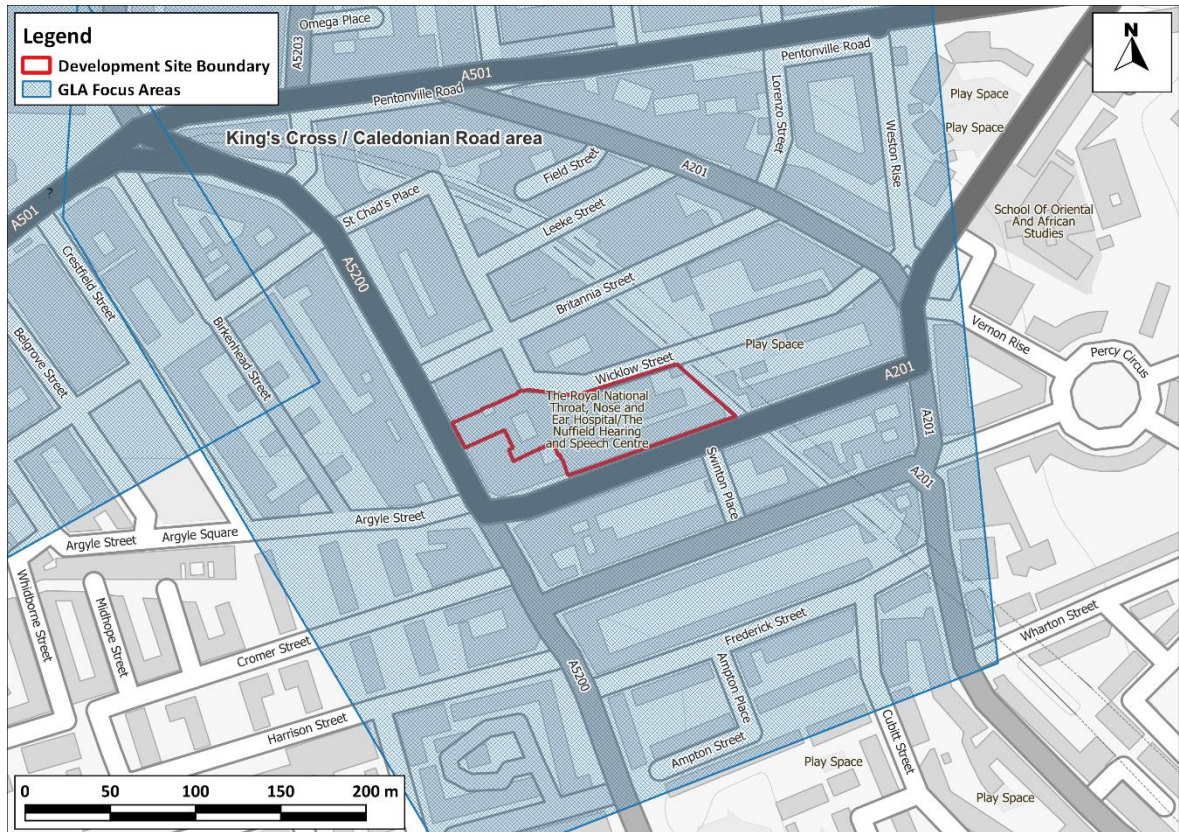 Legend
Development Site Boundary
GLA Focus Areas
N
Omega Place
A5203
A501
Pentonville Road
Pentonville Road
King's Cross / Caledonian Road area
Lorenzo Street
Weston Rise
Play Space
Play Space
?
A501
Field Street
A201
St Chad's Place
Leeke Street
School Of Oriental
And African
Studies
Crestfield Street
A5200
Britannia Street
Belgrove Street
Birkenhead Street
Vernon Rise
Percy Circus
Play Space
Wicklow Street
A201
The Royal National
Throat, Nose and
Ear Hospital/The
Nuffield Hearing
and Speech Centre
A201
Swinton Place
A201
Argyle Street
Argyle Square
Argyle Street
Whidborne Street
Midhope Street
Cromer Street
Frederick Street
Wharton Street
A5200
Ampton Place
Harrison Street
Cubitt Street
Ampton Street
Play Space
Play Space
0 50 100 150 200 m